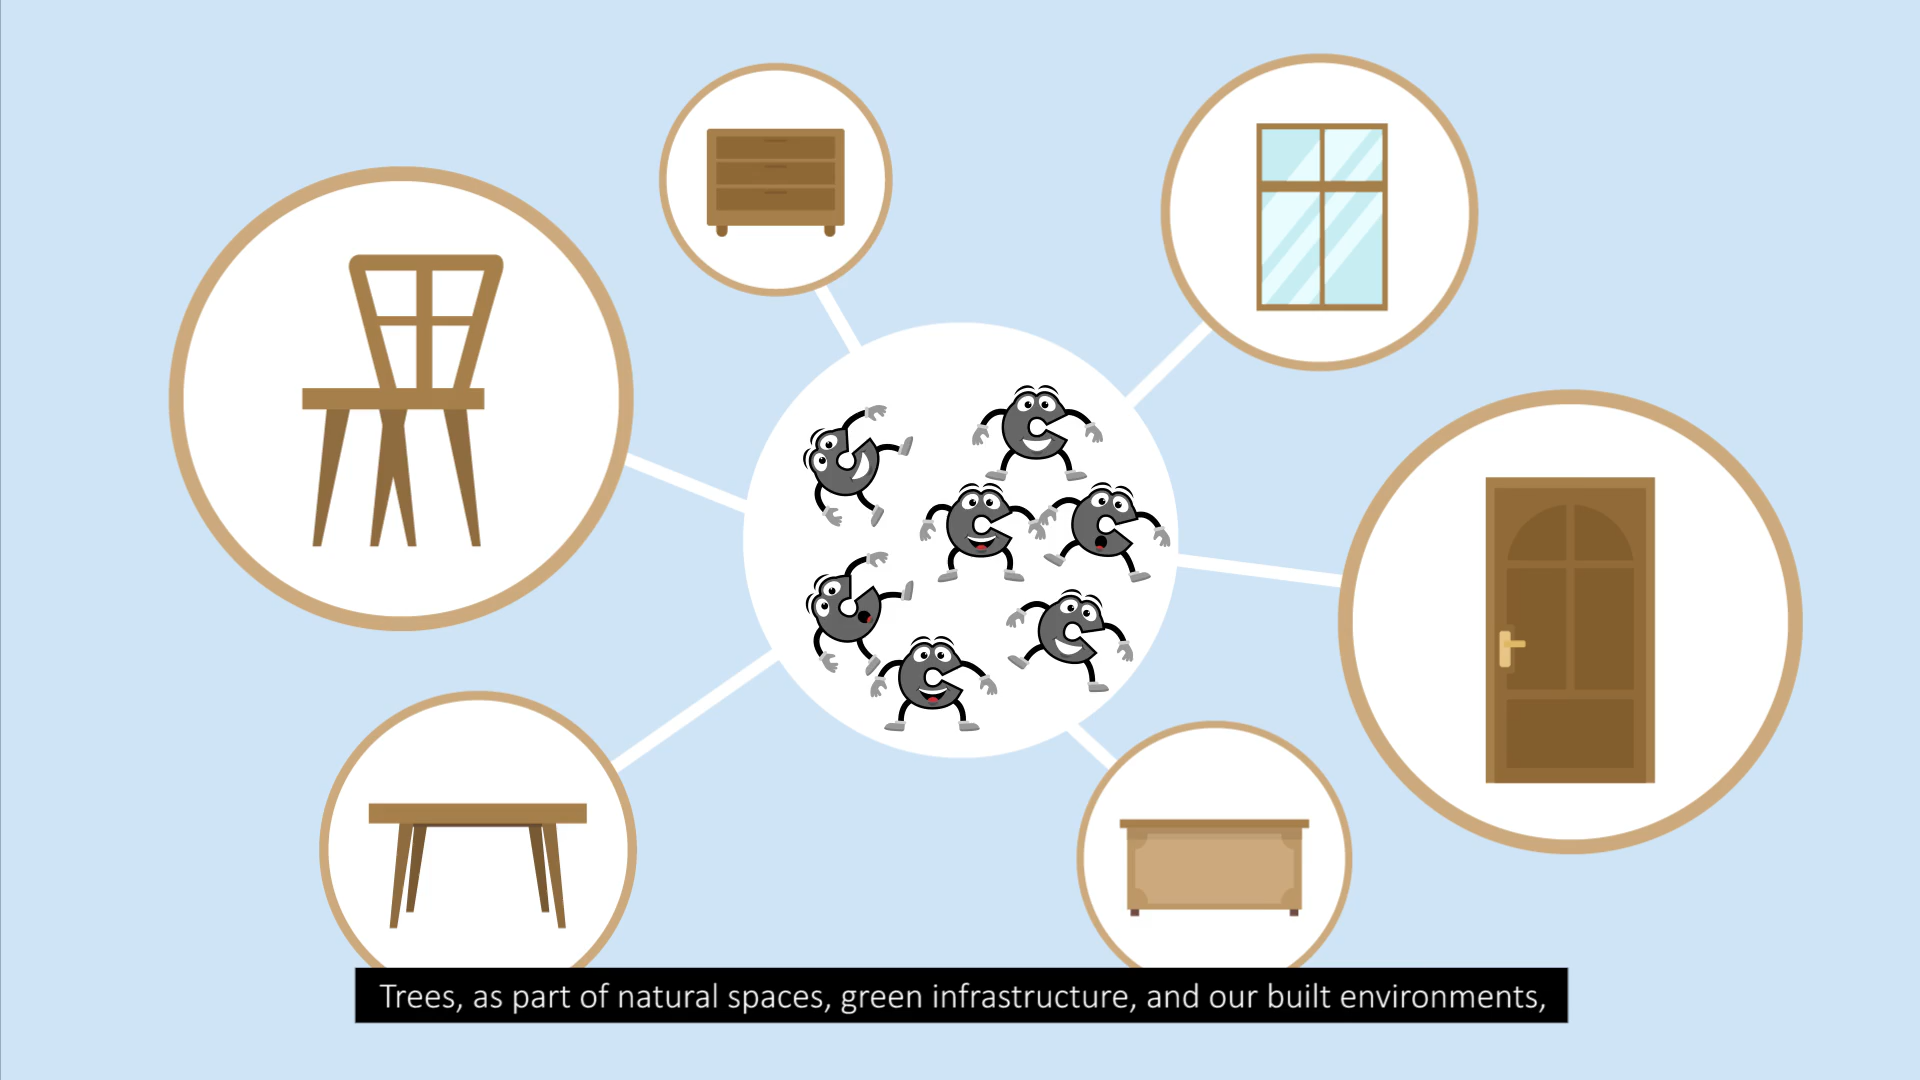 Trees, as part of natural spaces, green infrastructure, and our built environments,